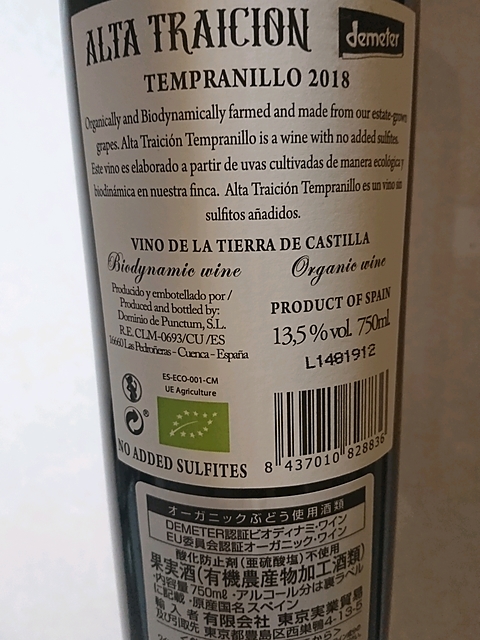 ALTA TRAICION
demeter
TEMPRANILLO 2018
Organically and Biodynamically farmed and made from our estate-grown
grapes. Alta Traición Tempranillo is a wine with no added sulfites.
Este vino es elaborado a partir de uvas cultivadas de manera ecológica y
biodinámica en nuestra finca. Alta Traición Tempranillo es un vino sin
sulfitos añadidos.
VINO DE LA TIERRA DE CASTILLA
Biodynamic wine
Organic wine
Producido y embotellado por /
Produced and bottled by:
Dominio de Punctum, S.L.
R.E. CLM-0693/CU /ES
16660 Las Pedroñeras - Cuenca - España
PRODUCT OF SPAIN
13,5% vol. 750ml.
L1481912
ES-ECO-001-CM
UE Agriculture
NO ADDED SULFITES
8 437010 828836
オーガニックぶどう使用酒類
DEMETER認証ビオディナミ・ワイン
EU委員会認証オーガニック・ワイン
酸化防止剤(亜硫酸塩)不使用
果実酒(有機農産物加工酒類)
・内容量750mℓ・アルコール分は裏ラベル
に記載・原産国名スペイン
輸入者 有限会社 東京実業貿易
及び引取先 東京都豊島区西巣鴨4-13-5